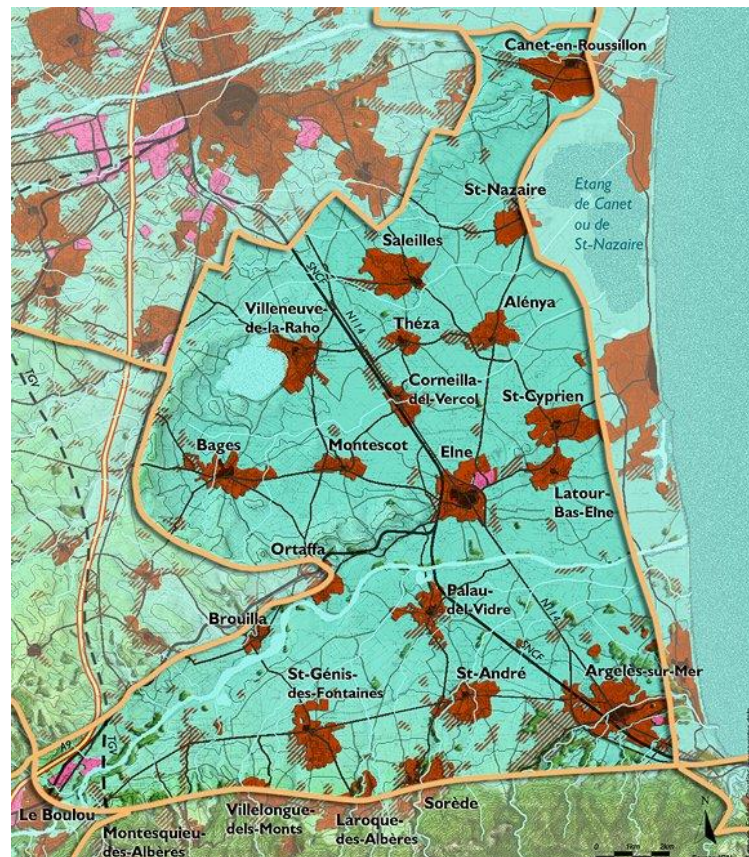 Canet-en-Roussillon
St-Nazaire
Etang
de Canet
ou de
St-Nazaire
Saleilles
SNCF
N114
Villeneuve-
de-la-Raho
Théza
Alénya
Corneilla-
del-Vercol
St-Cyprien
TGV
Bages
Montescot
Elne
Latour-
Bas-Elne
Ortaffa
Brouilla
Palau-
del-Vidre
N114
SNCF
St-Génis-
des-Fontaines
St-André
Argelès-sur-Mer
A9
TGV
Le Boulou
Montesquieu-
des-Albères
Villelongue-
dels-Monts
Laroque-
des-Albères
Sorède
N
0 1km 2km